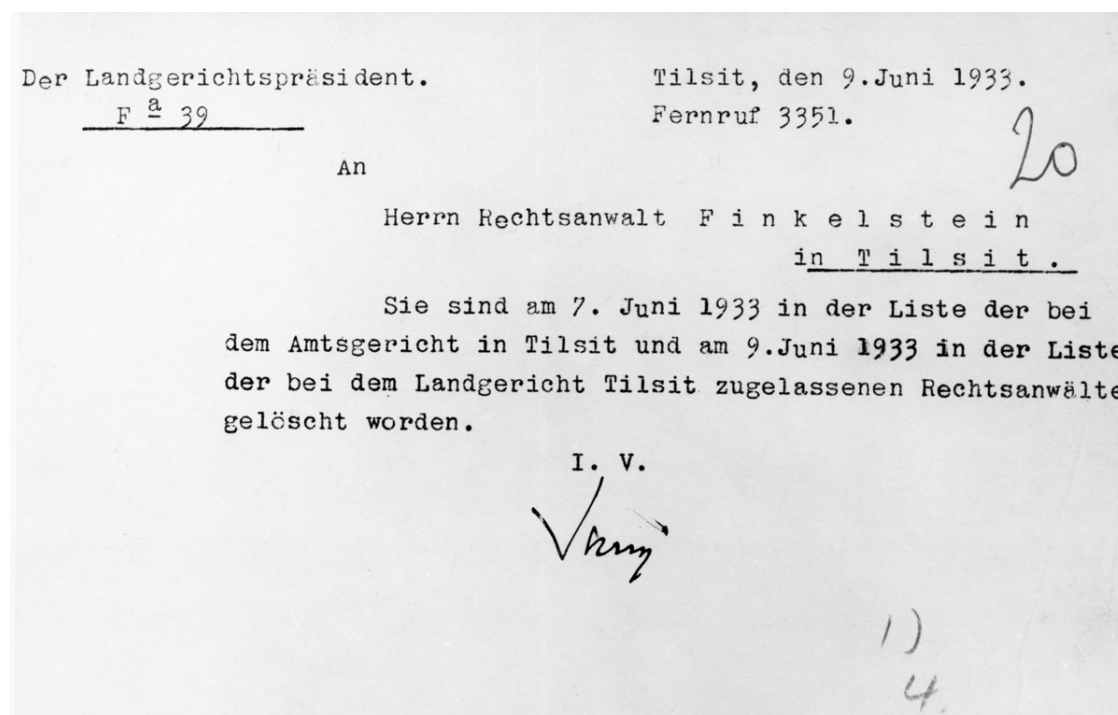 Der Landgerichtspräsident. Tilsit, den 9.Juni 1933.
F a 39 Fernruf 3351.
20
An
Herrn Rechtsanwalt F i n k e l s t e i n
in T i l s i t .
Sie sind am 7. Juni 1933 in der Liste der bei
dem Amtsgericht in Tilsit und am 9.Juni 1933 in der Liste
der bei dem Landgericht Tilsit zugelassenen Rechtsanwälte
gelöscht worden.
I. V.
1)
4.